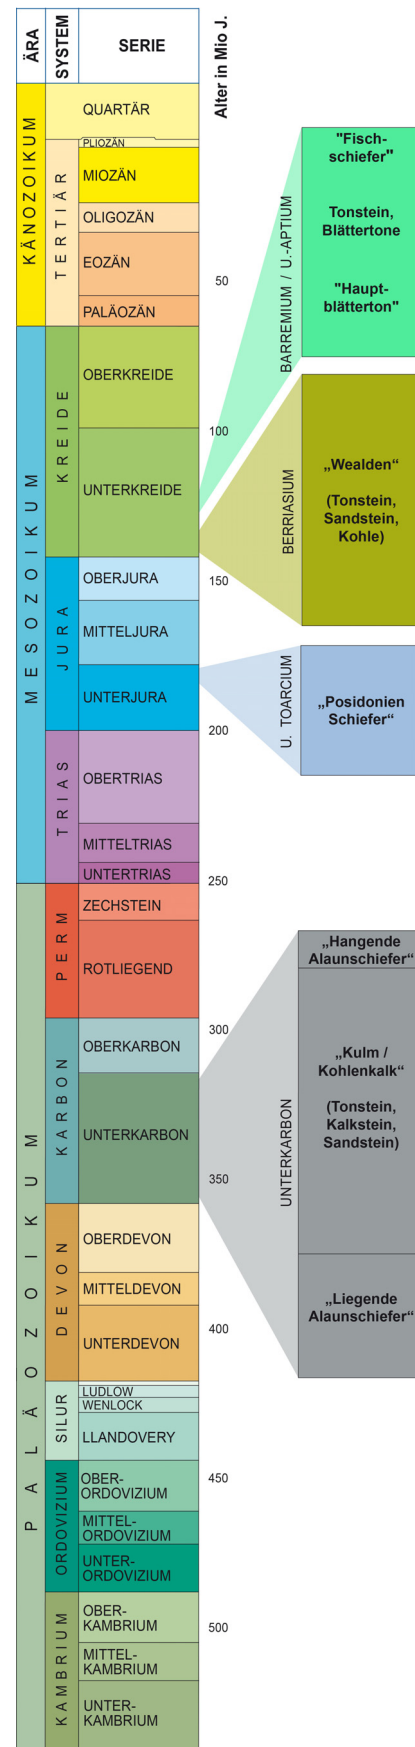 ÄRA
SYSTEM
SERIE
Alter in Mio J.
KÄNOZOIKUM
QUARTÄR
TERTIÄR
PLIOZÄN
MIOZÄN
OLIGOZÄN
EOZÄN
PALÄOZÄN
50
MESOZOIKUM
KREIDE
OBERKREIDE
100
UNTERKREIDE
JURA
OBERJURA
150
MITTELJURA
UNTERJURA
200
TRIAS
OBERTRIAS
MITTELTRIAS
UNTERTRIAS
250
PALÄOZOIKUM
PERM
ZECHSTEIN
ROTLIEGEND
300
KARBON
OBERKARBON
UNTERKARBON
350
DEVON
OBERDEVON
MITTELDEVON
400
UNTERDEVON
SILUR
LUDLOW
WENLOCK
LLANDOVERY
450
ORDOVIZIUM
OBER-
ORDOVIZIUM
MITTEL-
ORDOVIZIUM
UNTER-
ORDOVIZIUM
500
KAMBRIUM
OBER-
KAMBRIUM
MITTEL-
KAMBRIUM
UNTER-
KAMBRIUM
BARREMIUM / U.-APTIUM
"Fisch-
schiefer"
Tonstein,
Blättertone
"Haupt-
blätterton"
BERRIASIUM
„Wealden“
(Tonstein,
Sandstein,
Kohle)
U. TOARCIUM
„Posidonien
Schiefer“
UNTERKARBON
„Hangende
Alaunschiefer“
„Kulm /
Kohlenkalk“
(Tonstein,
Kalkstein,
Sandstein)
„Liegende
Alaunschiefer“